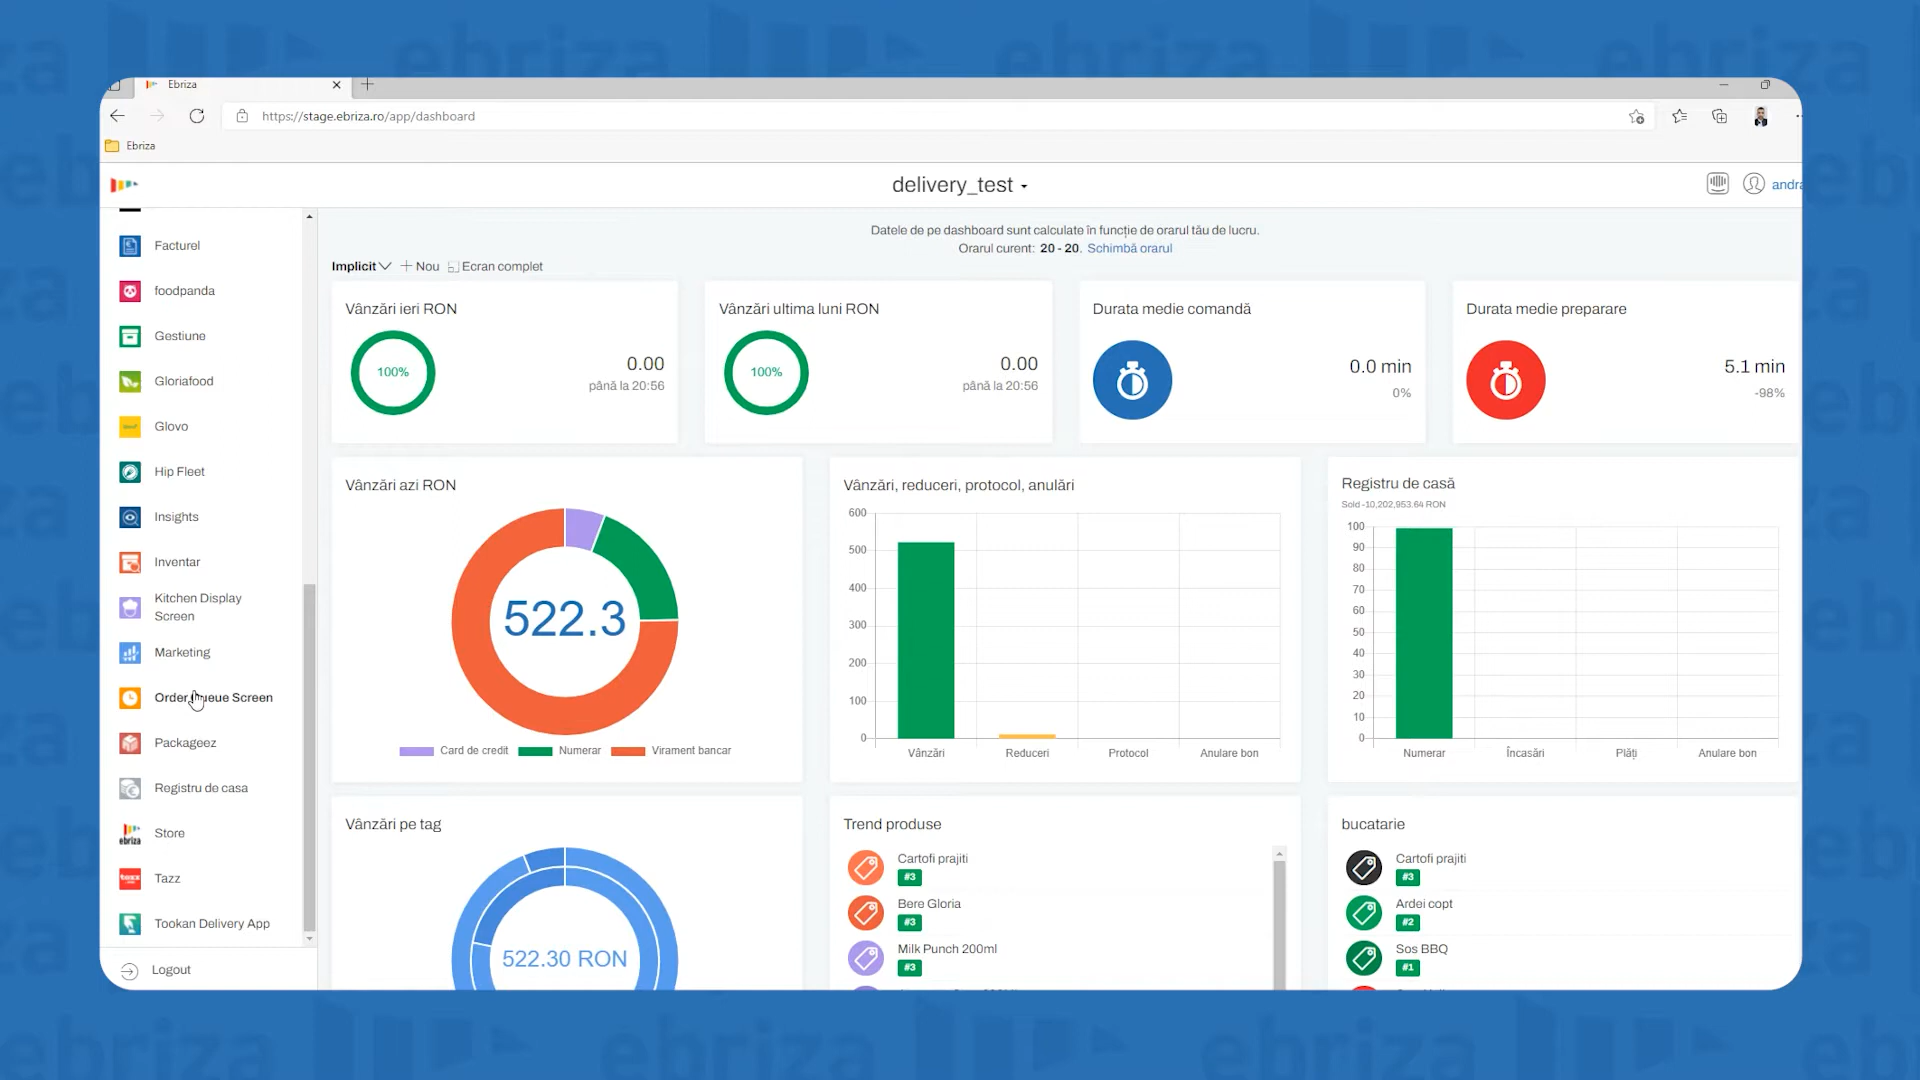 Ebriza
https://stage.ebriza.ro/app/dashboard
Ebriza
delivery_test
andra
Facturel
foodpanda
Gestiune
Gloriafood
Glovo
Hip Fleet
Insights
Inventar
Kitchen Display
Screen
Marketing
Order Queue Screen
Packageez
Registru de casa
ebriza
Store
tazz
Tazz
Tookan Delivery App
Logout
Datele de pe dashboard sunt calculate în funcție de orarul tău de lucru.
Orarul curent: 20 - 20. Schimbă orarul
Implicit Nou Ecran complet
Vânzări ieri RON
100%
0.00
până la 20:56
Vânzări ultima luni RON
100%
0.00
până la 20:56
Durata medie comandă
0.0 min
0%
Durata medie preparare
5.1 min
-98%
Vânzări azi RON
522.3
Card de credit Numerar Virament bancar
Vânzări, reduceri, protocol, anulări
600
500
400
300
200
100
0
Vânzări Reduceri Protocol Anulare bon
Registru de casă
Sold -10,202,953.64 RON
100
90
80
70
60
50
40
30
20
10
0
Numerar Încasări Plăți Anulare bon
Vânzări pe tag
522.30 RON
Trend produse
Cartofi prajiti
#3
Bere Gloria
#3
Milk Punch 200ml
#3
bucatarie
Cartofi prajiti
#3
Ardei copt
#2
Sos BBQ
#1